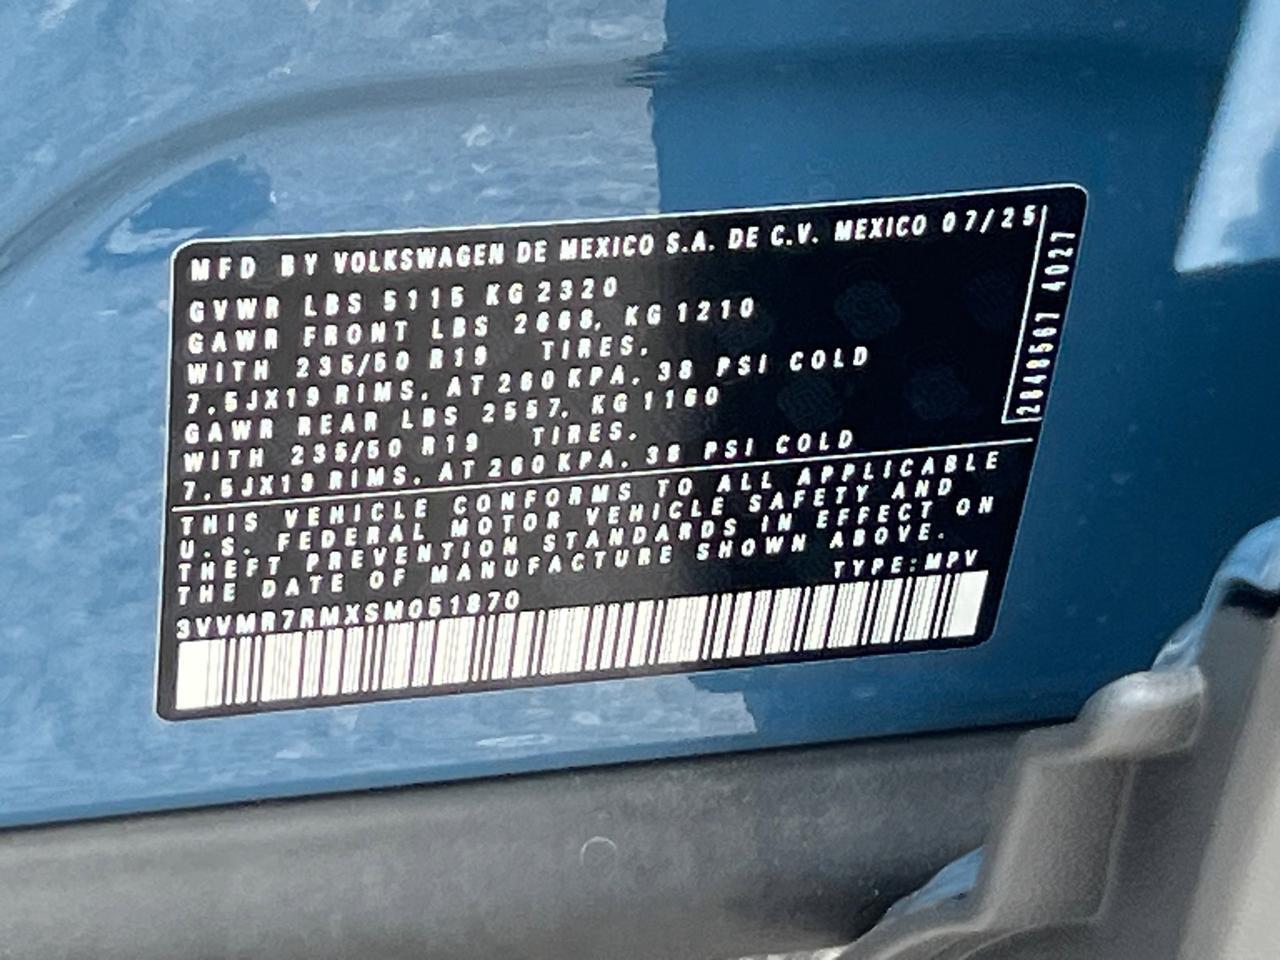 MFD BY VOLKSWAGEN DE MEXICO S.A. DE C.V. MEXICO 07/25
GVWR LBS 5115 KG 2320
GAWR FRONT LBS 2668. KG 1210
WITH 235/50 R19 TIRES.
7.5JX19 RIMS. AT 260 KPA. 38 PSI COLD
GAWR REAR LBS 2557. KG 1160
WITH 235/50 R19 TIRES.
7.5JX19 RIMS. AT 260 KPA. 38 PSI COLD
2848567 4027
THIS VEHICLE CONFORMS TO ALL APPLICABLE
U.S. FEDERAL MOTOR VEHICLE SAFETY AND
THEFT PREVENTION STANDARDS IN EFFECT ON
THE DATE OF MANUFACTURE SHOWN ABOVE.
3VVMR7RMXSM051870 TYPE: MPV